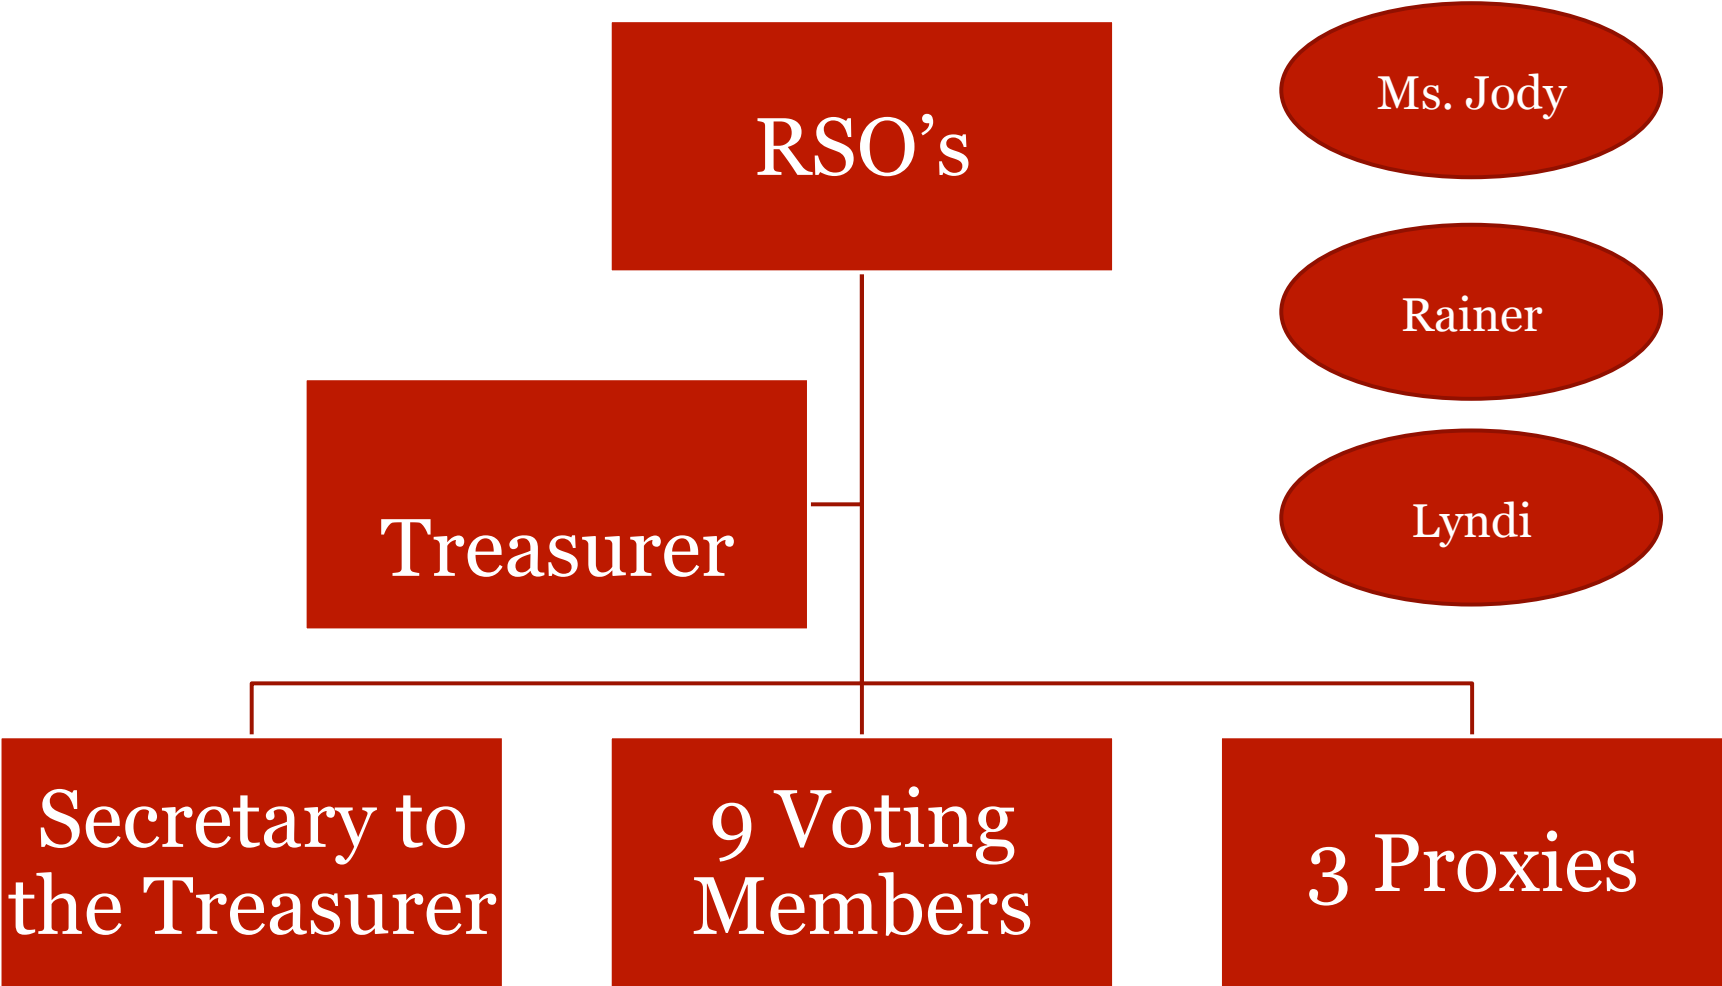 RSO’s
Ms. Jody
Rainer
Lyndi
Treasurer
Secretary to
the Treasurer
9 Voting
Members
3 Proxies